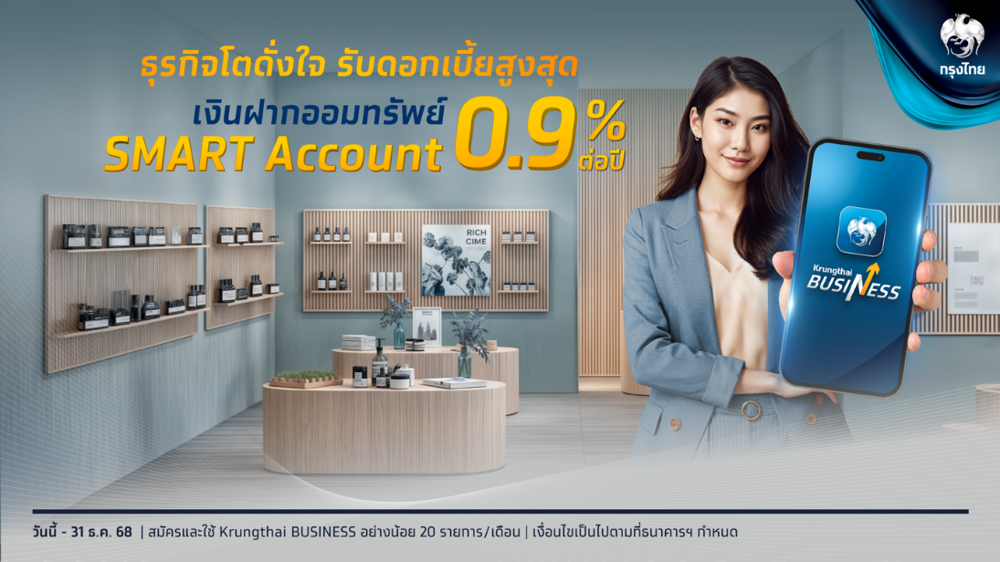 ธุรกิจโตดั่งใจ รับดอกเบี้ยสูงสุด
เงินฝากออมทรัพย์
SMART Account 0.9% ต่อปี
กรุงไทย
RICH
CIME
Krungthai
BUSINESS
วันนี้ - 31 ธ.ค. 68 | สมัครและใช้ Krungthai BUSINESS อย่างน้อย 20 รายการ/เดือน | เงื่อนไขเป็นไปตามที่ธนาคารฯ กำหนด